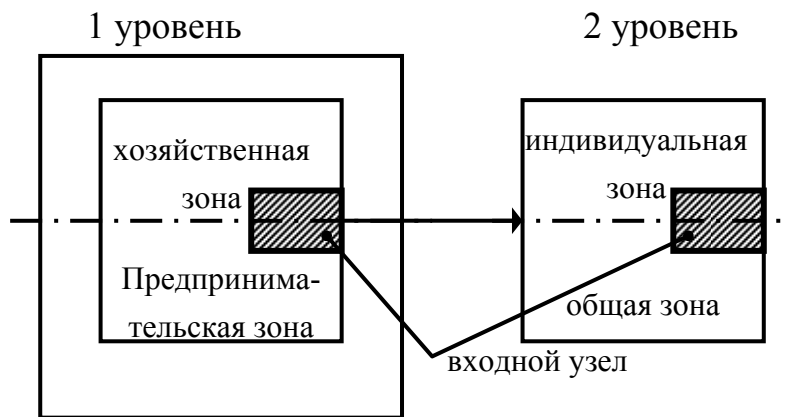 1 уровень
2 уровень
хозяйственная
зона
Предпринима-
тельская зона
индивидуальная
зона
общая зона
входной узел